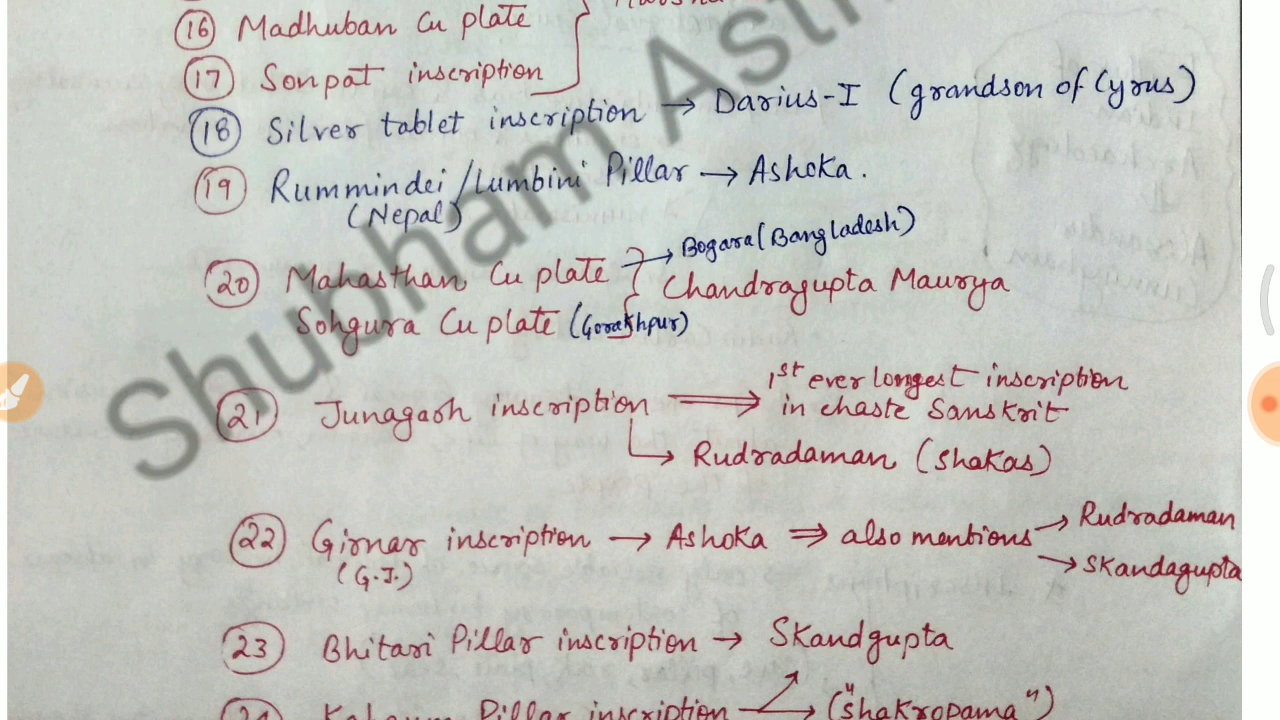 (16) Madhuban Cu plate
(17) Sonpat inscription
(18) Silver tablet inscription → Darius-I (grandson of Cyrus)
(19) Rummindei/Lumbini Pillar → Ashoka.
(Nepal)
(20) Mahasthan Cu plate → Bogara (Bangladesh)
Chandragupta Maurya
Sohgura Cu plate (Gorakhpur)
(21) Junagarh inscription ⇒ 1st ever longest inscription
in chaste Sanskrit
→ Rudradaman (Shakas)
(22) Girnar inscription → Ashoka ⇒ also mentions → Rudradaman
(G.J.) → Skandagupta
(23) Bhitari Pillar inscription → Skandgupta
Pillar inscription → ("shakropama")
Shubham